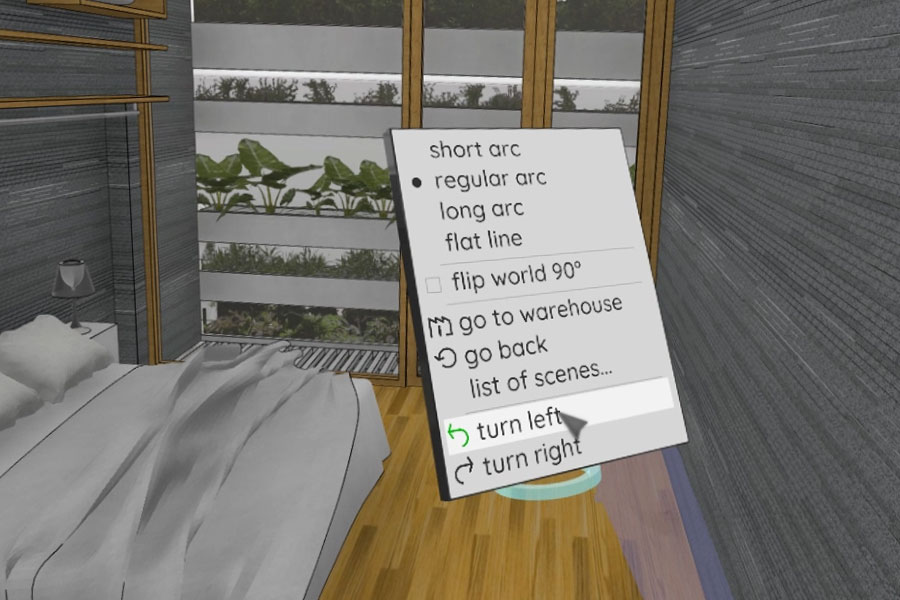 short arc
regular arc
long arc
flat line
flip world 90°
go to warehouse
go back
list of scenes...
turn left
turn right